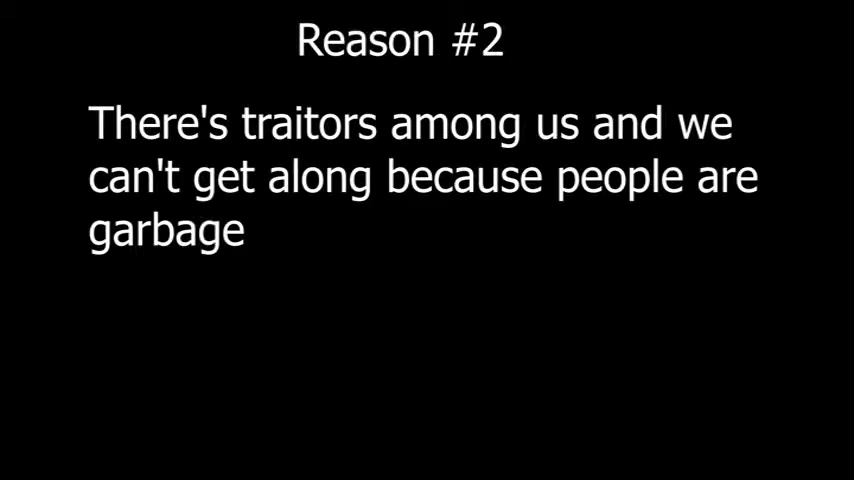 Reason #2
There's traitors among us and we
can't get along because people are
garbage